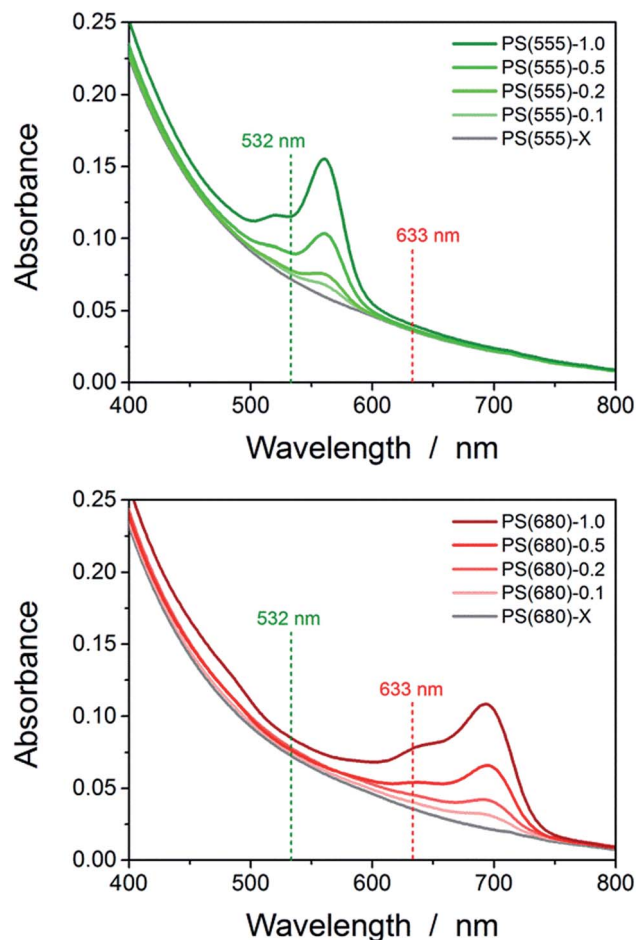 0.25
0.20
0.15
0.10
0.05
0.00
Absorbance
PS(555)-1.0
PS(555)-0.5
PS(555)-0.2
PS(555)-0.1
PS(555)-X
532 nm
633 nm
400 500 600 700 800
Wavelength / nm
0.25
0.20
0.15
0.10
0.05
0.00
Absorbance
PS(680)-1.0
PS(680)-0.5
PS(680)-0.2
PS(680)-0.1
PS(680)-X
532 nm
633 nm
400 500 600 700 800
Wavelength / nm